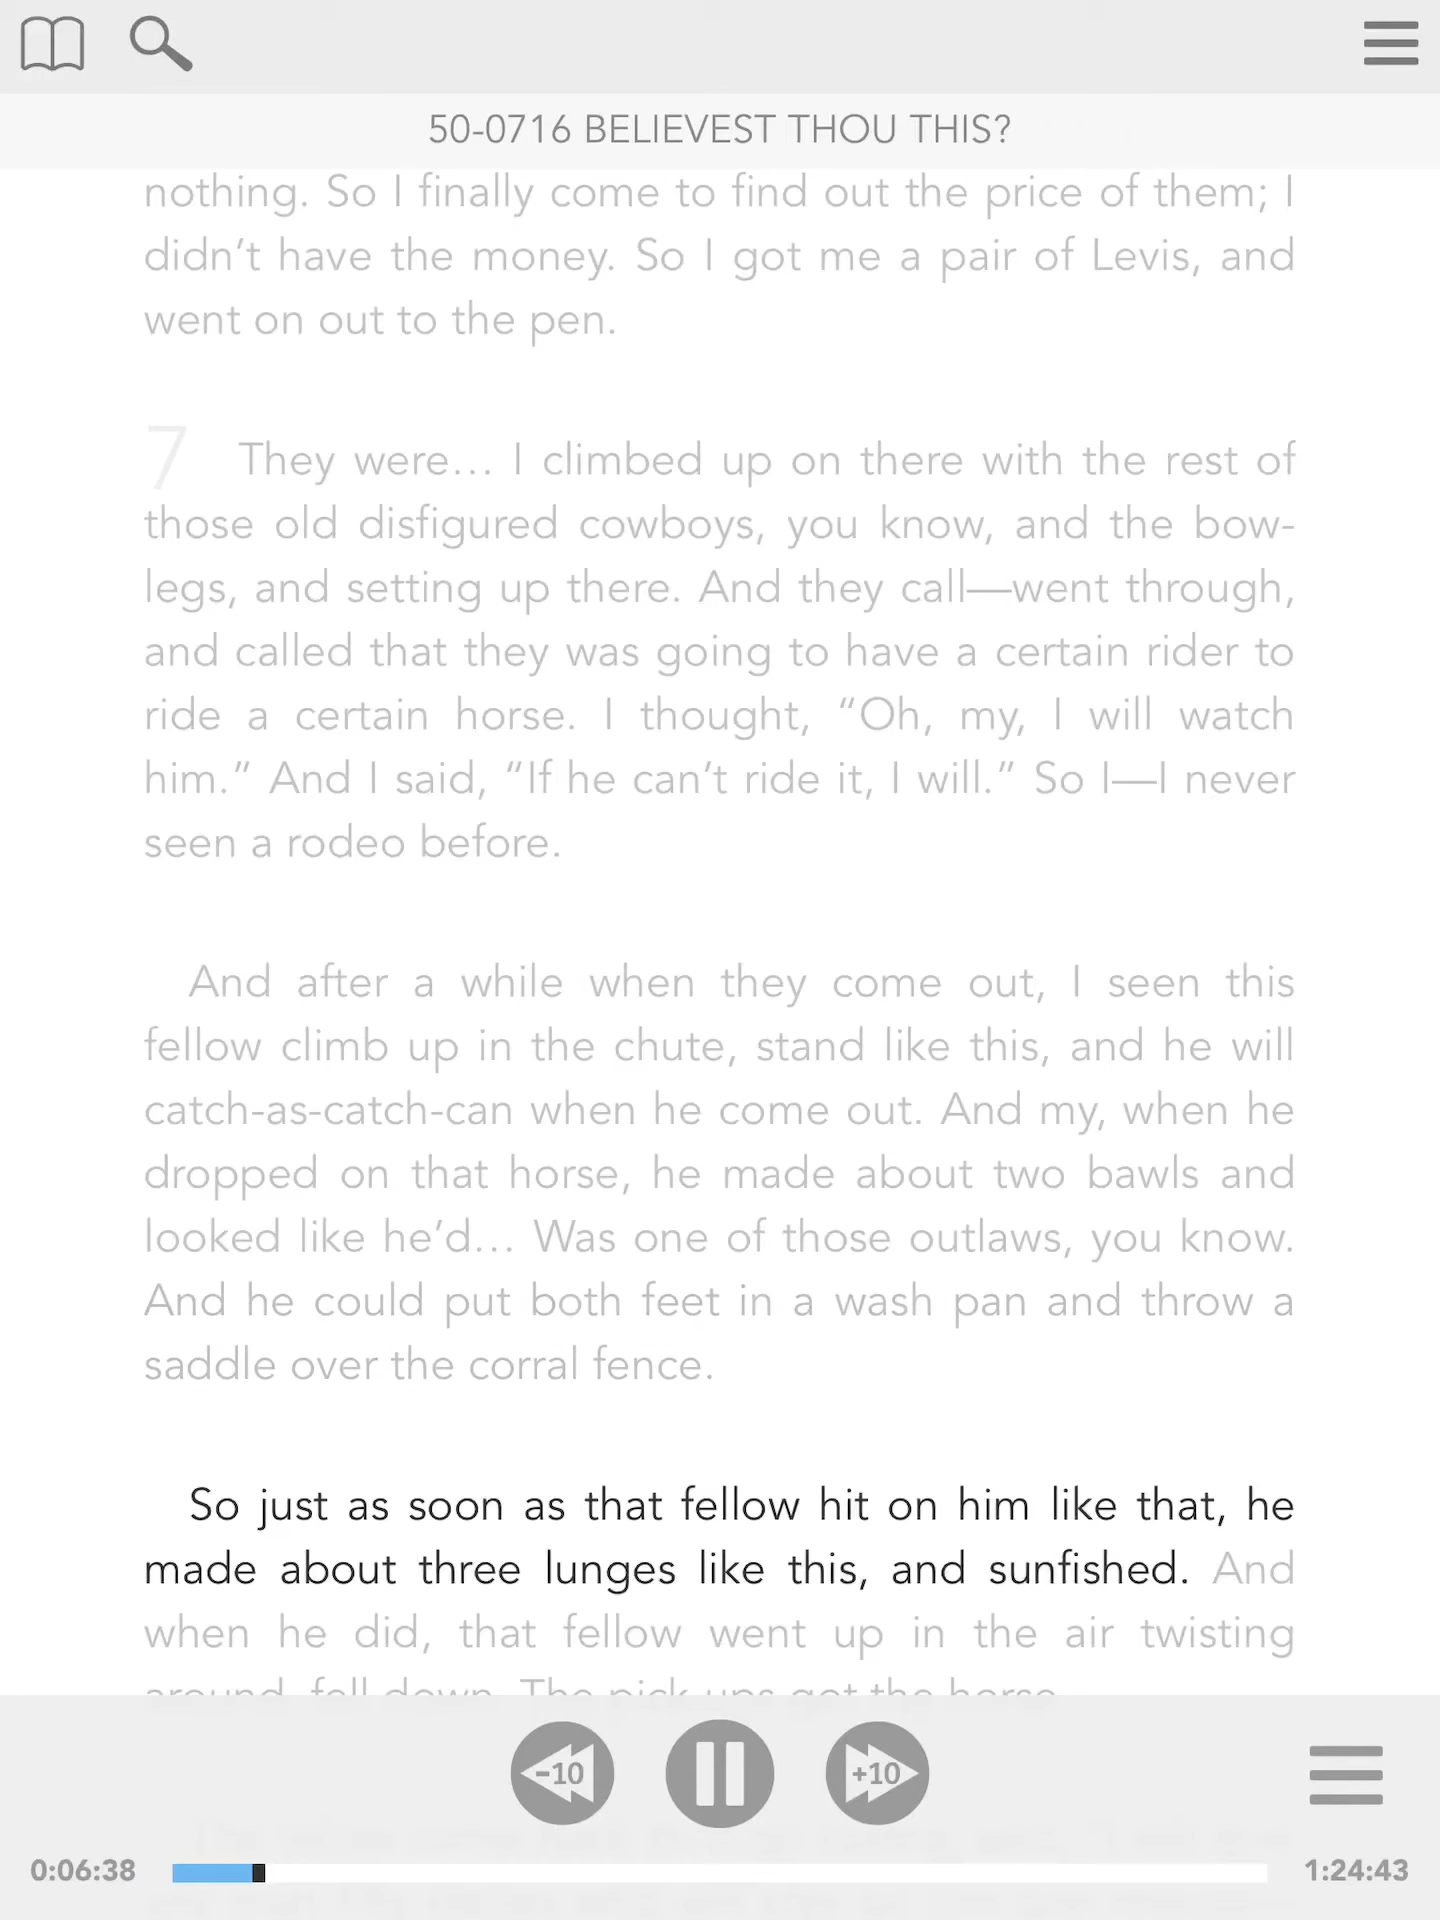 50-0716 BELIEVEST THOU THIS?
nothing. So I finally come to find out the price of them; I
didn’t have the money. So I got me a pair of Levis, and
went on out to the pen.
7 They were… I climbed up on there with the rest of
those old disfigured cowboys, you know, and the bow-
legs, and setting up there. And they call—went through,
and called that they was going to have a certain rider to
ride a certain horse. I thought, “Oh, my, I will watch
him.” And I said, “If he can’t ride it, I will.” So I—I never
seen a rodeo before.
And after a while when they come out, I seen this
fellow climb up in the chute, stand like this, and he will
catch-as-catch-can when he come out. And my, when he
dropped on that horse, he made about two bawls and
looked like he’d… Was one of those outlaws, you know.
And he could put both feet in a wash pan and throw a
saddle over the corral fence.
So just as soon as that fellow hit on him like that, he
made about three lunges like this, and sunfished. And
when he did, that fellow went up in the air twisting
around, fell down. The pick-ups got the horse
-10
+10
0:06:38
1:24:43